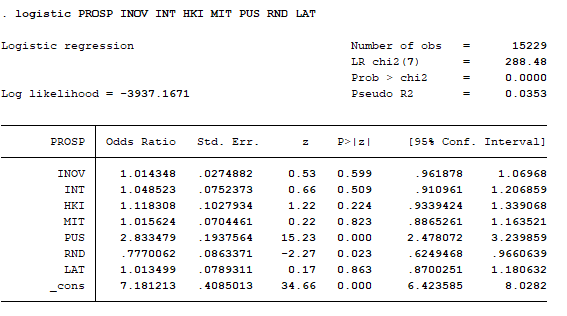 . logistic PROSP INOV INT HKI MIT PUS RND LAT
Logistic regression Number of obs = 15229
LR chi2(7) = 288.48
Prob > chi2 = 0.0000
Log likelihood = -3937.1671 Pseudo R2 = 0.0353
PROSP Odds Ratio Std. Err. z P>|z| [95% Conf. Interval]
INOV 1.014348 .0274882 0.53 0.599 .961878 1.06968
INT 1.048523 .0752373 0.66 0.509 .910961 1.206859
HKI 1.118308 .1027934 1.22 0.224 .9339424 1.339068
MIT 1.015624 .0704461 0.22 0.823 .8865261 1.163521
PUS 2.833479 .1937564 15.23 0.000 2.478072 3.239859
RND .7770062 .0863371 -2.27 0.023 .6249468 .9660639
LAT 1.013499 .0789311 0.17 0.863 .8700251 1.180632
_cons 7.181213 .4085013 34.66 0.000 6.423585 8.0282